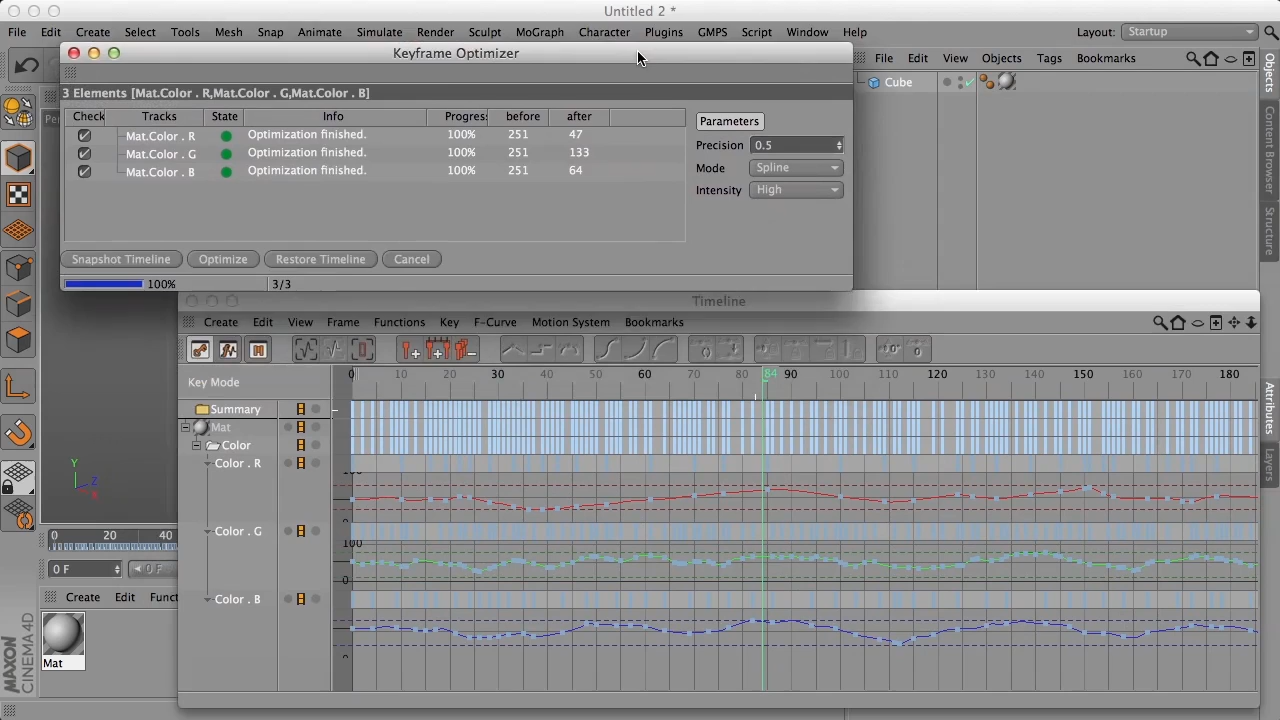 Untitled 2 *
File Edit Create Select Tools Mesh Snap Animate Simulate Render Sculpt MoGraph Character Plugins GMPS Script Window Help Layout: Startup
Keyframe Optimizer
File Edit View Objects Tags Bookmarks
Cube
Objects
Content Browser
Structure
Attributes
Layers
3 Elements [Mat.Color . R,Mat.Color . G,Mat.Color . B]
Check Tracks State Info Progres: before after
Mat.Color . R Optimization finished. 100% 251 47
Mat.Color . G Optimization finished. 100% 251 133
Mat.Color . B Optimization finished. 100% 251 64
Parameters
Precision 0.5
Mode Spline
Intensity High
Snapshot Timeline Optimize Restore Timeline Cancel
100% 3/3
Timeline
Create Edit View Frame Functions Key F-Curve Motion System Bookmarks
Key Mode
0 10 20 30 40 50 60 70 80 84 90 100 110 120 130 140 150 160 170 180
Summary
Mat
Color
Color . R
Color . G
100
0
Color . B
Y
Z
X
0 20 40
0 F 0 F
Create Edit Funct
Mat
MAXON
CINEMA 4D